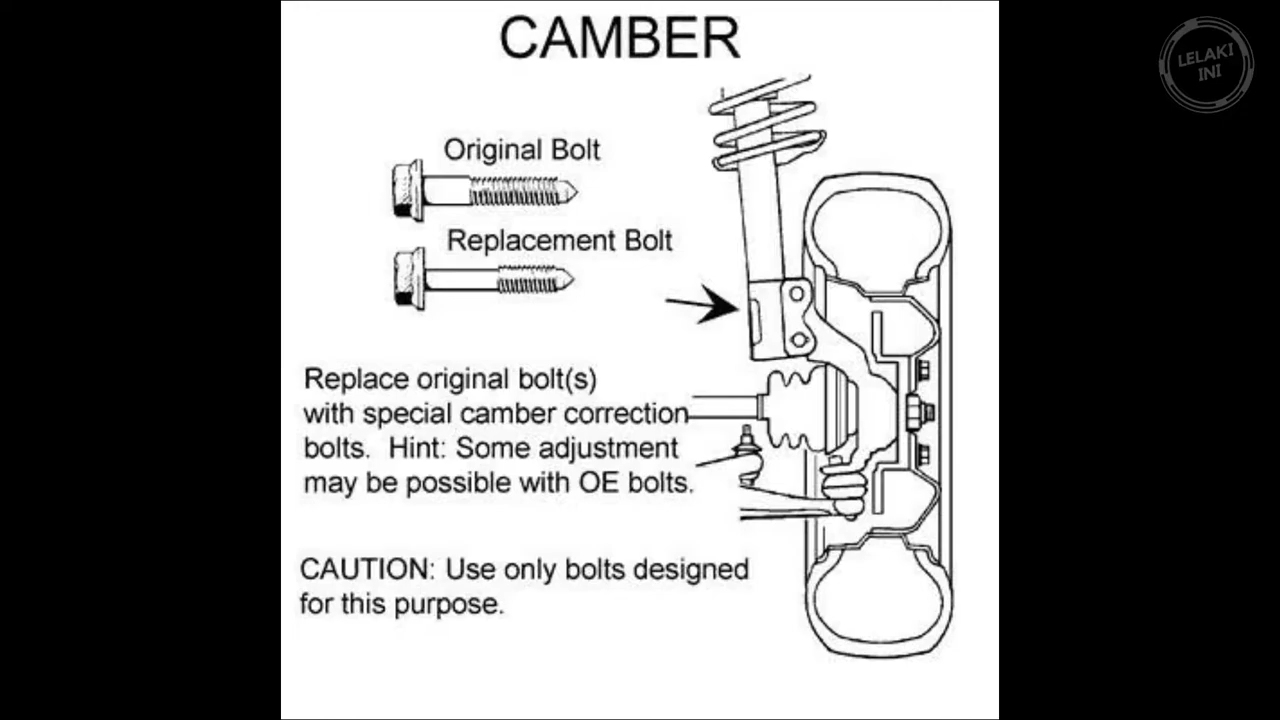 CAMBER
LELAKI
INI
Original Bolt
Replacement Bolt
Replace original bolt(s)
with special camber correction
bolts. Hint: Some adjustment
may be possible with OE bolts.
CAUTION: Use only bolts designed
for this purpose.